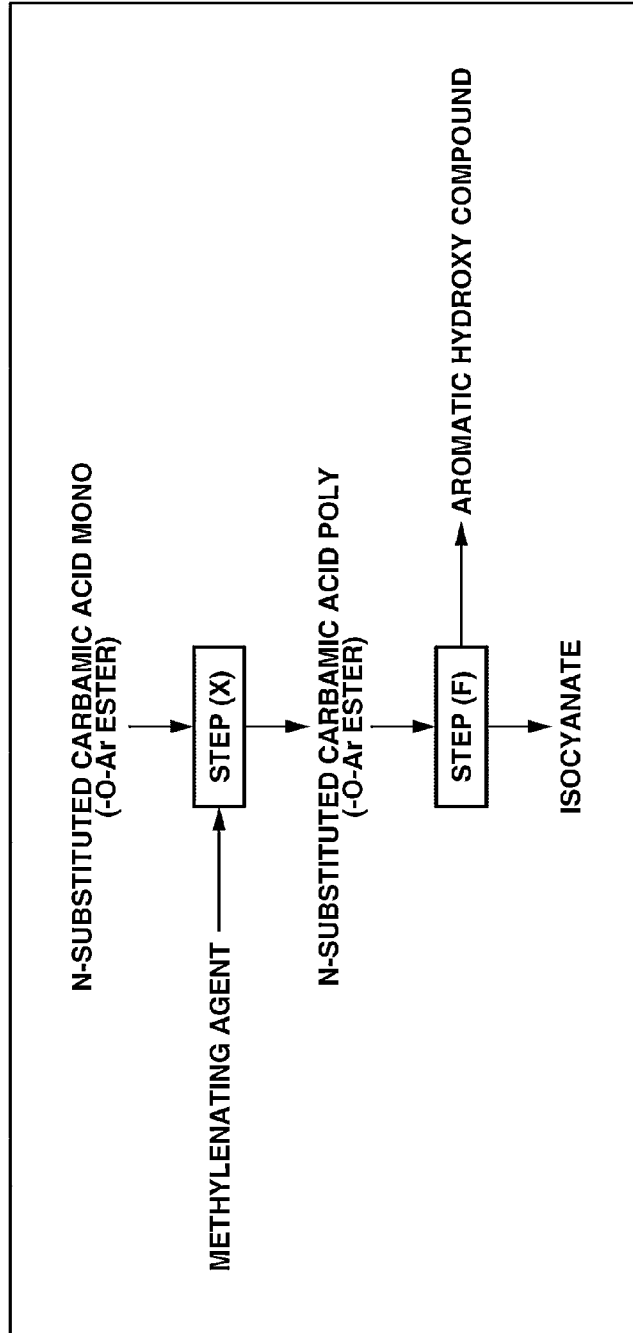 N-SUBSTITUTED CARBAMIC ACID MONO
(-O-Ar ESTER)
METHYLENATING AGENT
STEP (X)
N-SUBSTITUTED CARBAMIC ACID POLY
(-O-Ar ESTER)
STEP (F)
AROMATIC HYDROXY COMPOUND
ISOCYANATE